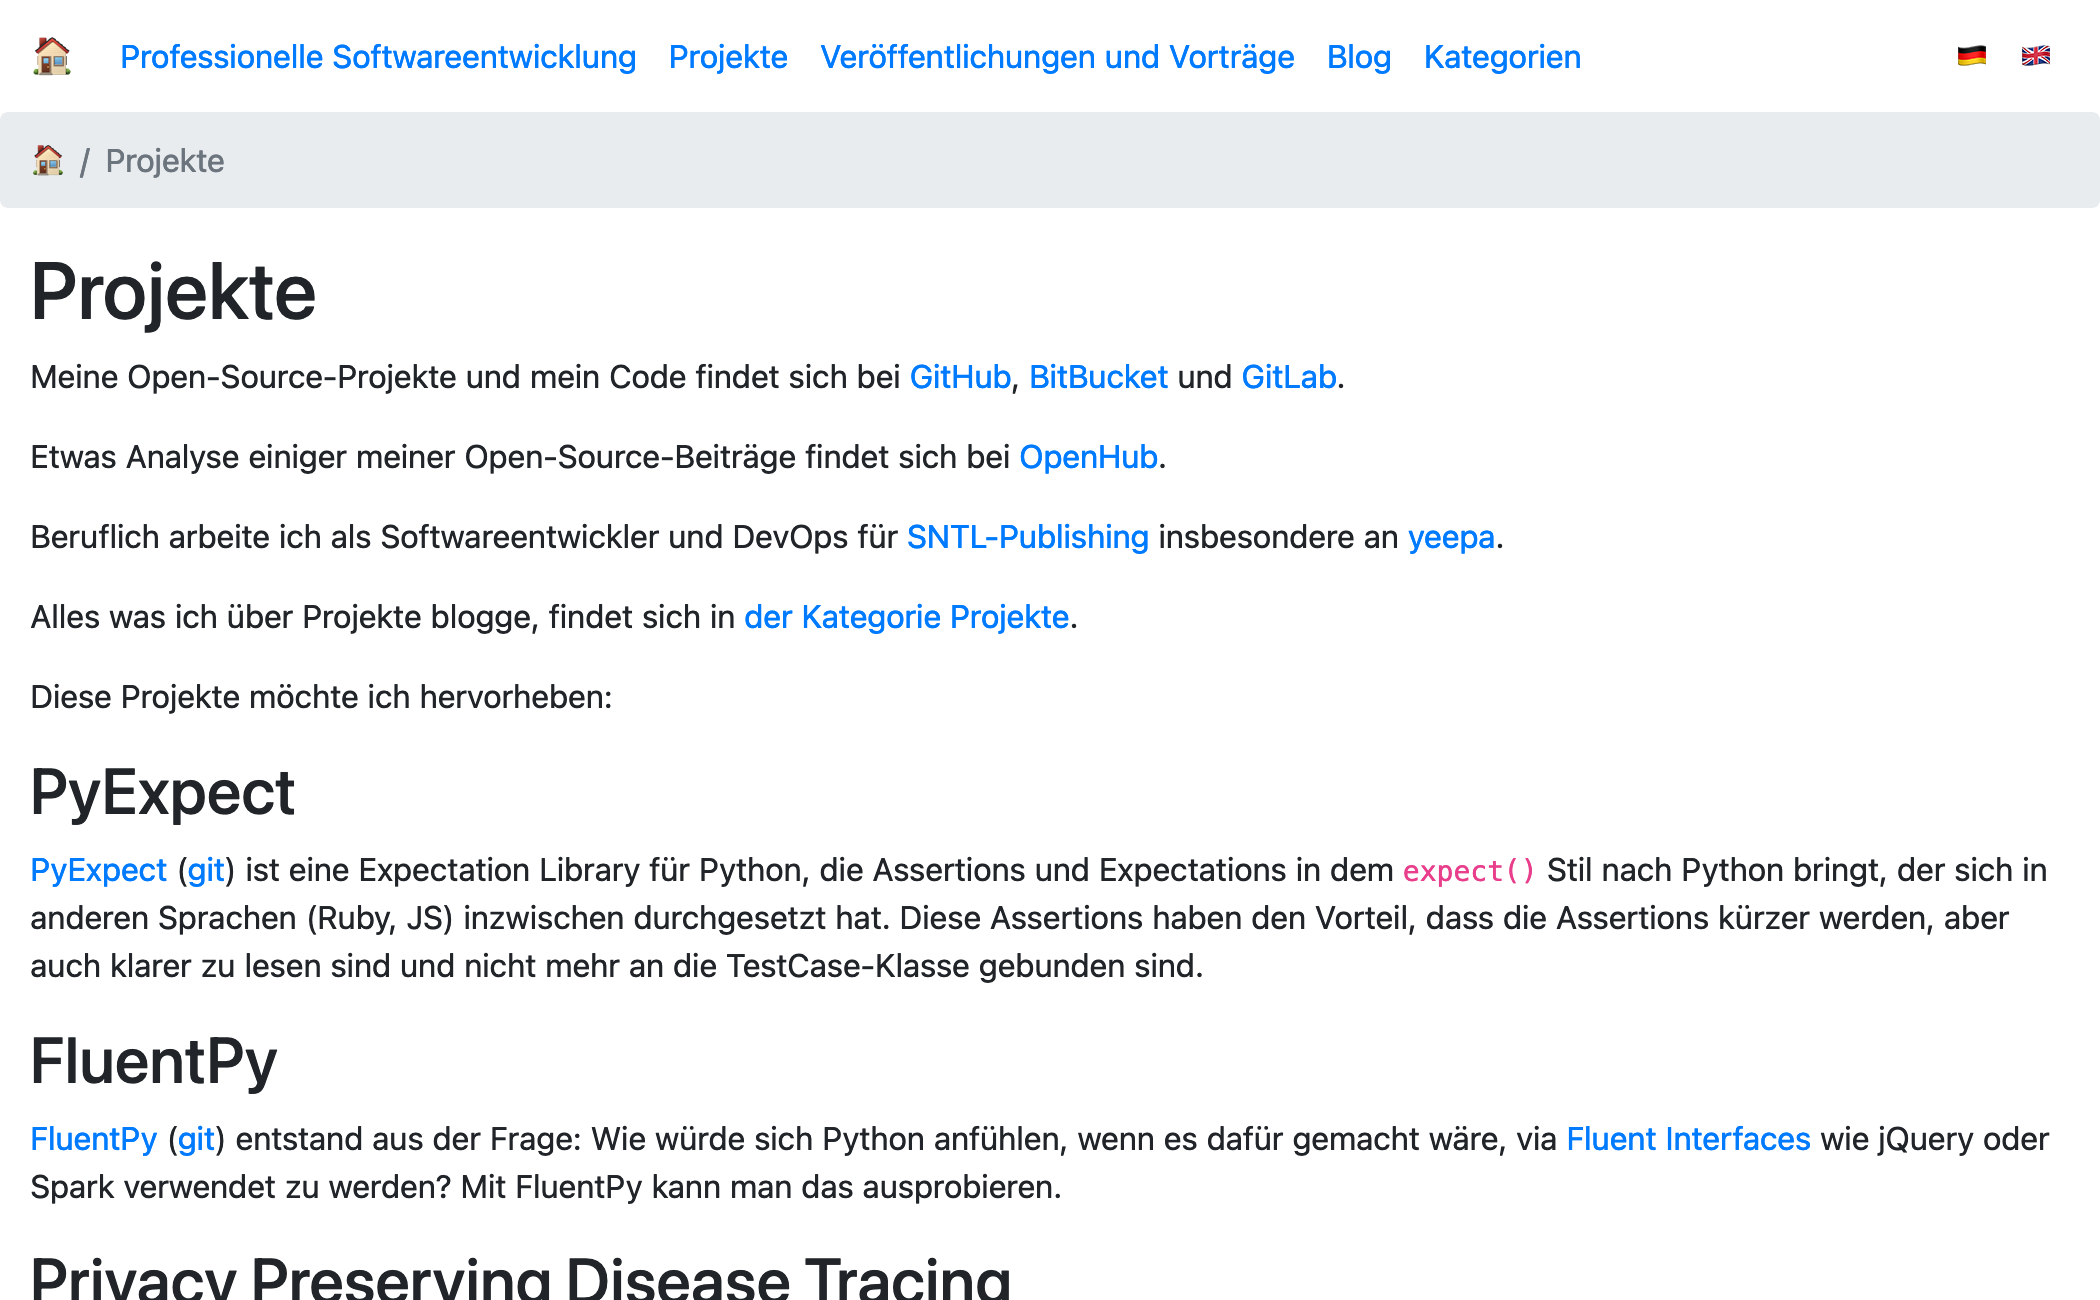 Professionelle Softwareentwicklung Projekte Veröffentlichungen und Vorträge Blog Kategorien
/ Projekte
Projekte
Meine Open-Source-Projekte und mein Code findet sich bei GitHub, BitBucket und GitLab.
Etwas Analyse einiger meiner Open-Source-Beiträge findet sich bei OpenHub.
Beruflich arbeite ich als Softwareentwickler und DevOps für SNTL-Publishing insbesondere an yeepa.
Alles was ich über Projekte blogge, findet sich in der Kategorie Projekte.
Diese Projekte möchte ich hervorheben:
PyExpect
PyExpect (git) ist eine Expectation Library für Python, die Assertions und Expectations in dem expect() Stil nach Python bringt, der sich in
anderen Sprachen (Ruby, JS) inzwischen durchgesetzt hat. Diese Assertions haben den Vorteil, dass die Assertions kürzer werden, aber
auch klarer zu lesen sind und nicht mehr an die TestCase-Klasse gebunden sind.
FluentPy
FluentPy (git) entstand aus der Frage: Wie würde sich Python anfühlen, wenn es dafür gemacht wäre, via Fluent Interfaces wie jQuery oder
Spark verwendet zu werden? Mit FluentPy kann man das ausprobieren.
Privacy Preserving Disease Tracing